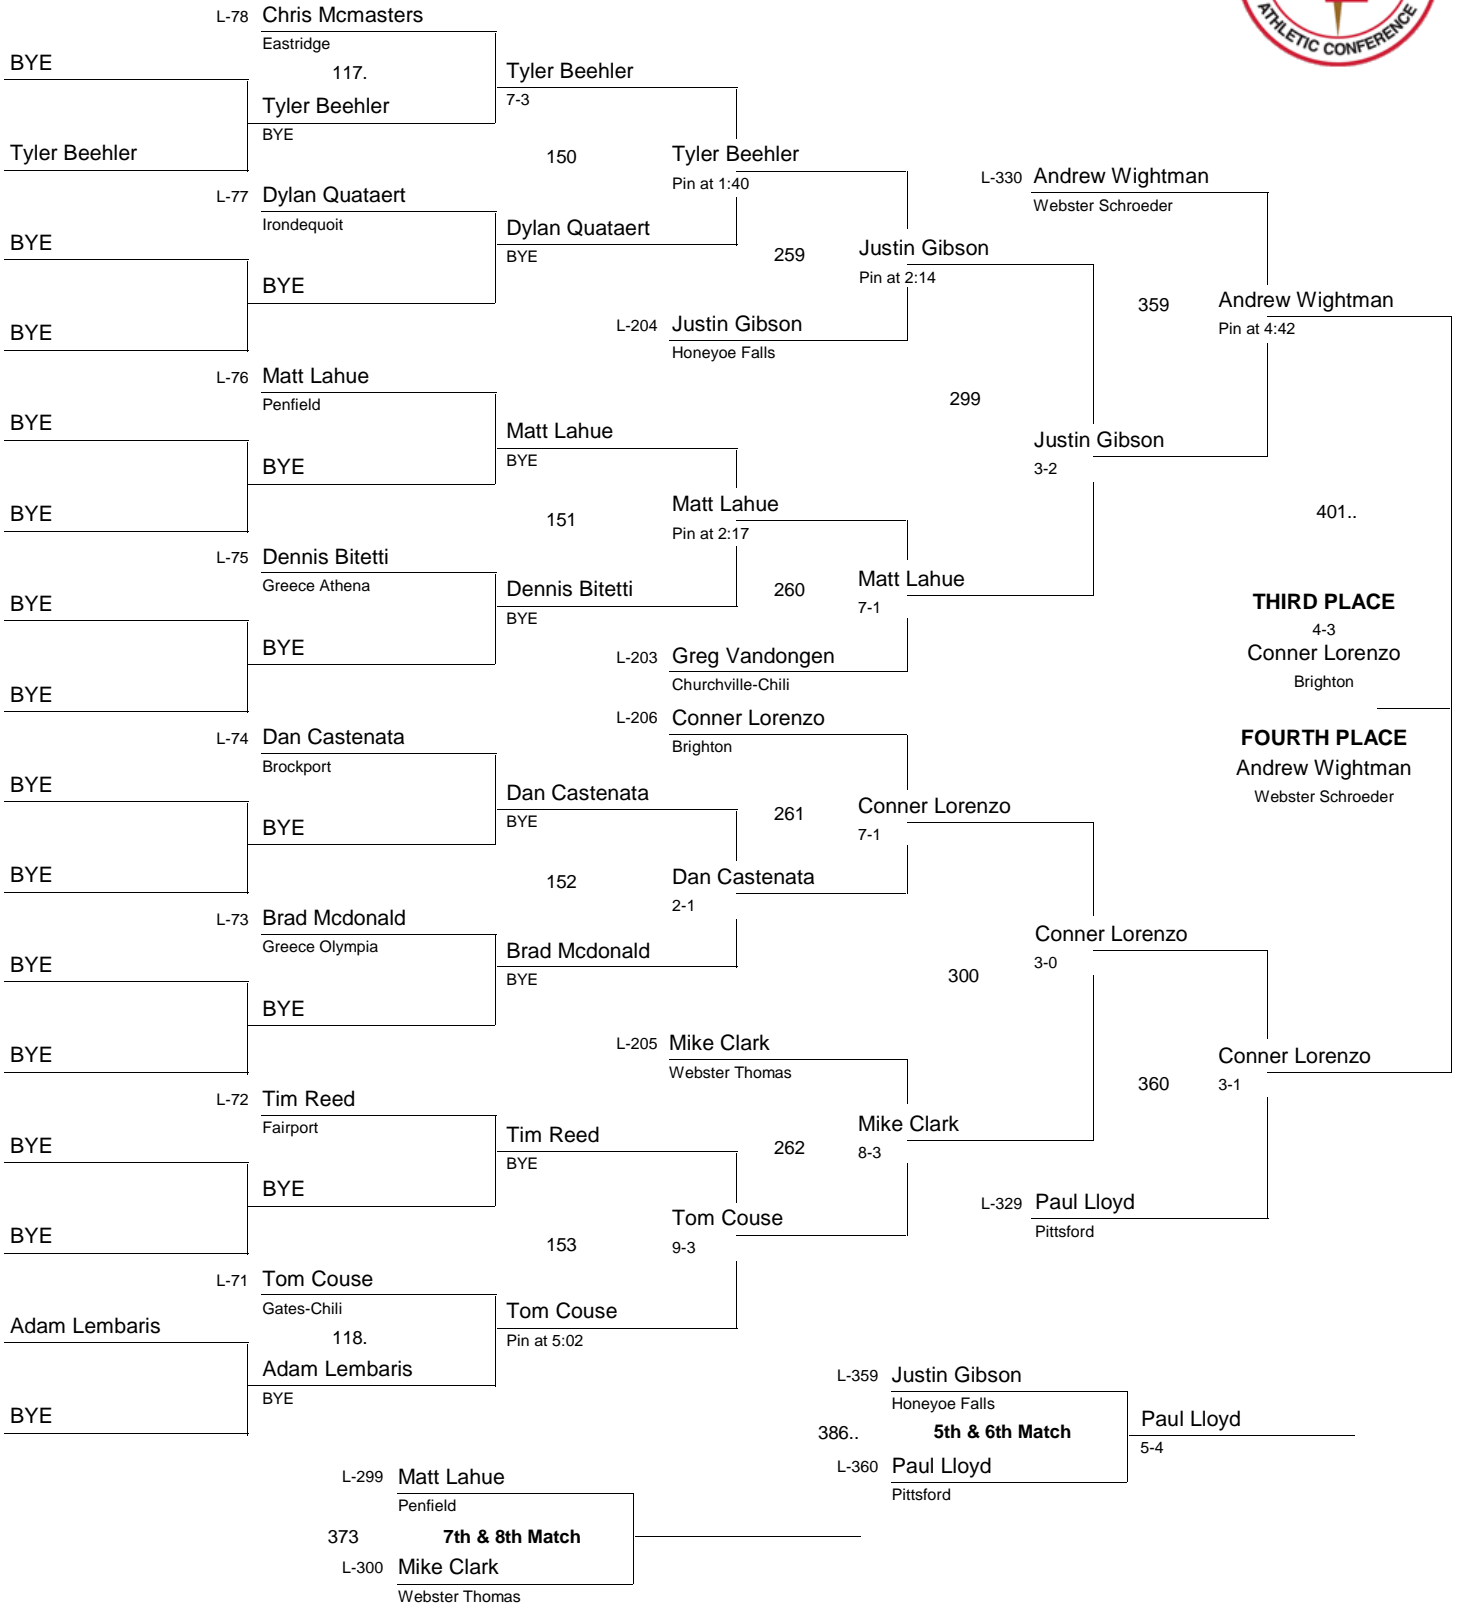 ATHLETIC CONFERENCE
L-78 Chris Mcmasters
Eastridge
BYE
117.
Tyler Beehler
7-3
Tyler Beehler
BYE
Tyler Beehler
150
Tyler Beehler
Pin at 1:40
L-330 Andrew Wightman
Webster Schroeder
L-77 Dylan Quataert
Irondequoit
Dylan Quataert
BYE
BYE
259
Justin Gibson
Pin at 2:14
BYE
359
Andrew Wightman
Pin at 4:42
L-204 Justin Gibson
Honeyoe Falls
BYE
L-76 Matt Lahue
Penfield
299
BYE
Matt Lahue
BYE
Justin Gibson
3-2
BYE
Matt Lahue
Pin at 2:17
BYE
151
401..
L-75 Dennis Bitetti
Greece Athena
Dennis Bitetti
BYE
260
Matt Lahue
7-1
BYE
THIRD PLACE
4-3
Conner Lorenzo
Brighton
BYE
L-203 Greg Vandongen
Churchville-Chili
BYE
L-206 Conner Lorenzo
Brighton
L-74 Dan Castenata
Brockport
FOURTH PLACE
Andrew Wightman
Webster Schroeder
BYE
Dan Castenata
BYE
261
Conner Lorenzo
7-1
BYE
BYE
152
Dan Castenata
2-1
L-73 Brad Mcdonald
Greece Olympia
Brad Mcdonald
BYE
Conner Lorenzo
3-0
BYE
300
BYE
L-205 Mike Clark
Webster Thomas
BYE
Conner Lorenzo
3-1
360
L-72 Tim Reed
Fairport
Tim Reed
BYE
262
Mike Clark
8-3
BYE
BYE
L-329 Paul Lloyd
Pittsford
Tom Couse
9-3
BYE
153
L-71 Tom Couse
Gates-Chili
Tom Couse
Pin at 5:02
Adam Lembaris
118.
Adam Lembaris
BYE
BYE
L-359 Justin Gibson
Honeyoe Falls
386.. 5th & 6th Match
Paul Lloyd
5-4
L-360 Paul Lloyd
Pittsford
L-299 Matt Lahue
Penfield
373 7th & 8th Match
L-300 Mike Clark
Webster Thomas